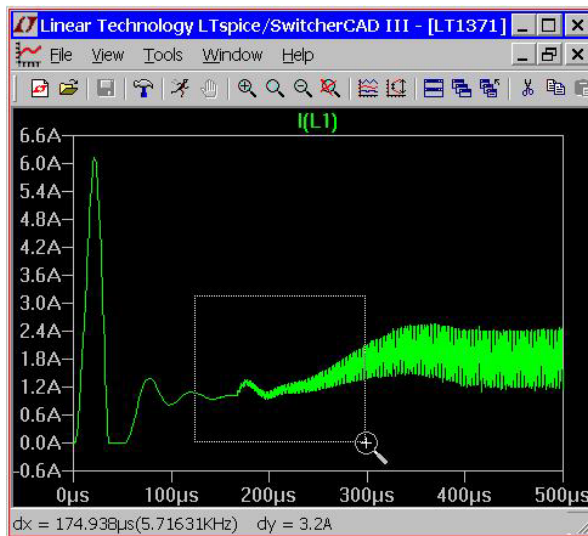 Linear Technology LTspice/SwitcherCAD III - [LT1371]
File View Tools Window Help
I(L1)
6.6A
6.0A
5.4A
4.8A
4.2A
3.6A
3.0A
2.4A
1.8A
1.2A
0.6A
0.0A
-0.6A
0µs 100µs 200µs 300µs 400µs 500µs
dx = 174.938µs(5.71631KHz) dy = 3.2A